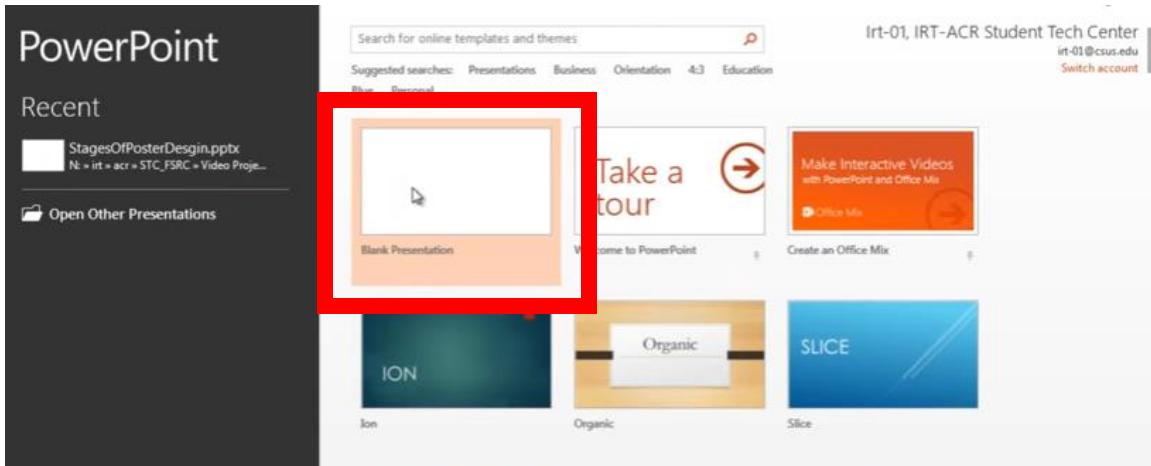 PowerPoint
Recent
StagesOfPosterDesgin.pptx
N: » irt » acr » STC_FSRC » Video Proje...
Open Other Presentations
Search for online templates and themes
Suggested searches: Presentations Business Orientation 4:3 Education
Blue Personal
Irt-01, IRT-ACR Student Tech Center
irt-01@csus.edu
Switch account
Blank Presentation
Take a
tour
Welcome to PowerPoint
Make Interactive Videos
with PowerPoint and Office Mix
Office Mix
Create an Office Mix
ION
Ion
Organic
Organic
SLICE
Slice